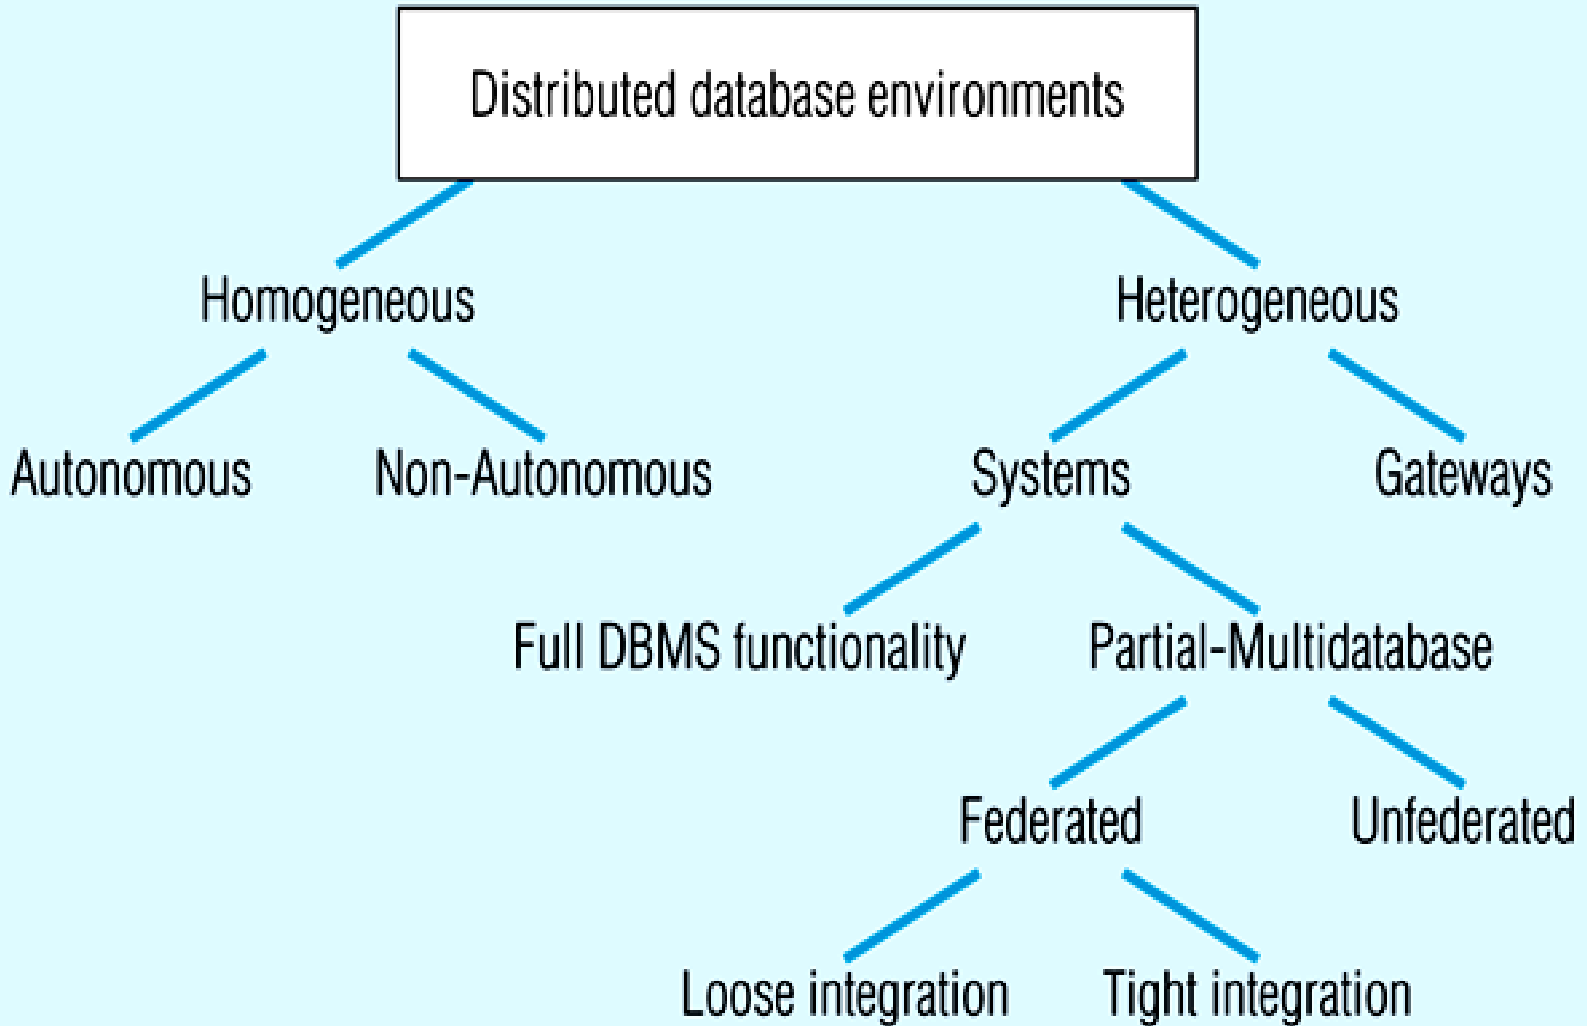 Distributed database environments
Homogeneous
Heterogeneous
Autonomous
Non-Autonomous
Systems
Gateways
Full DBMS functionality
Partial-Multidatabase
Federated
Unfederated
Loose integration
Tight integration